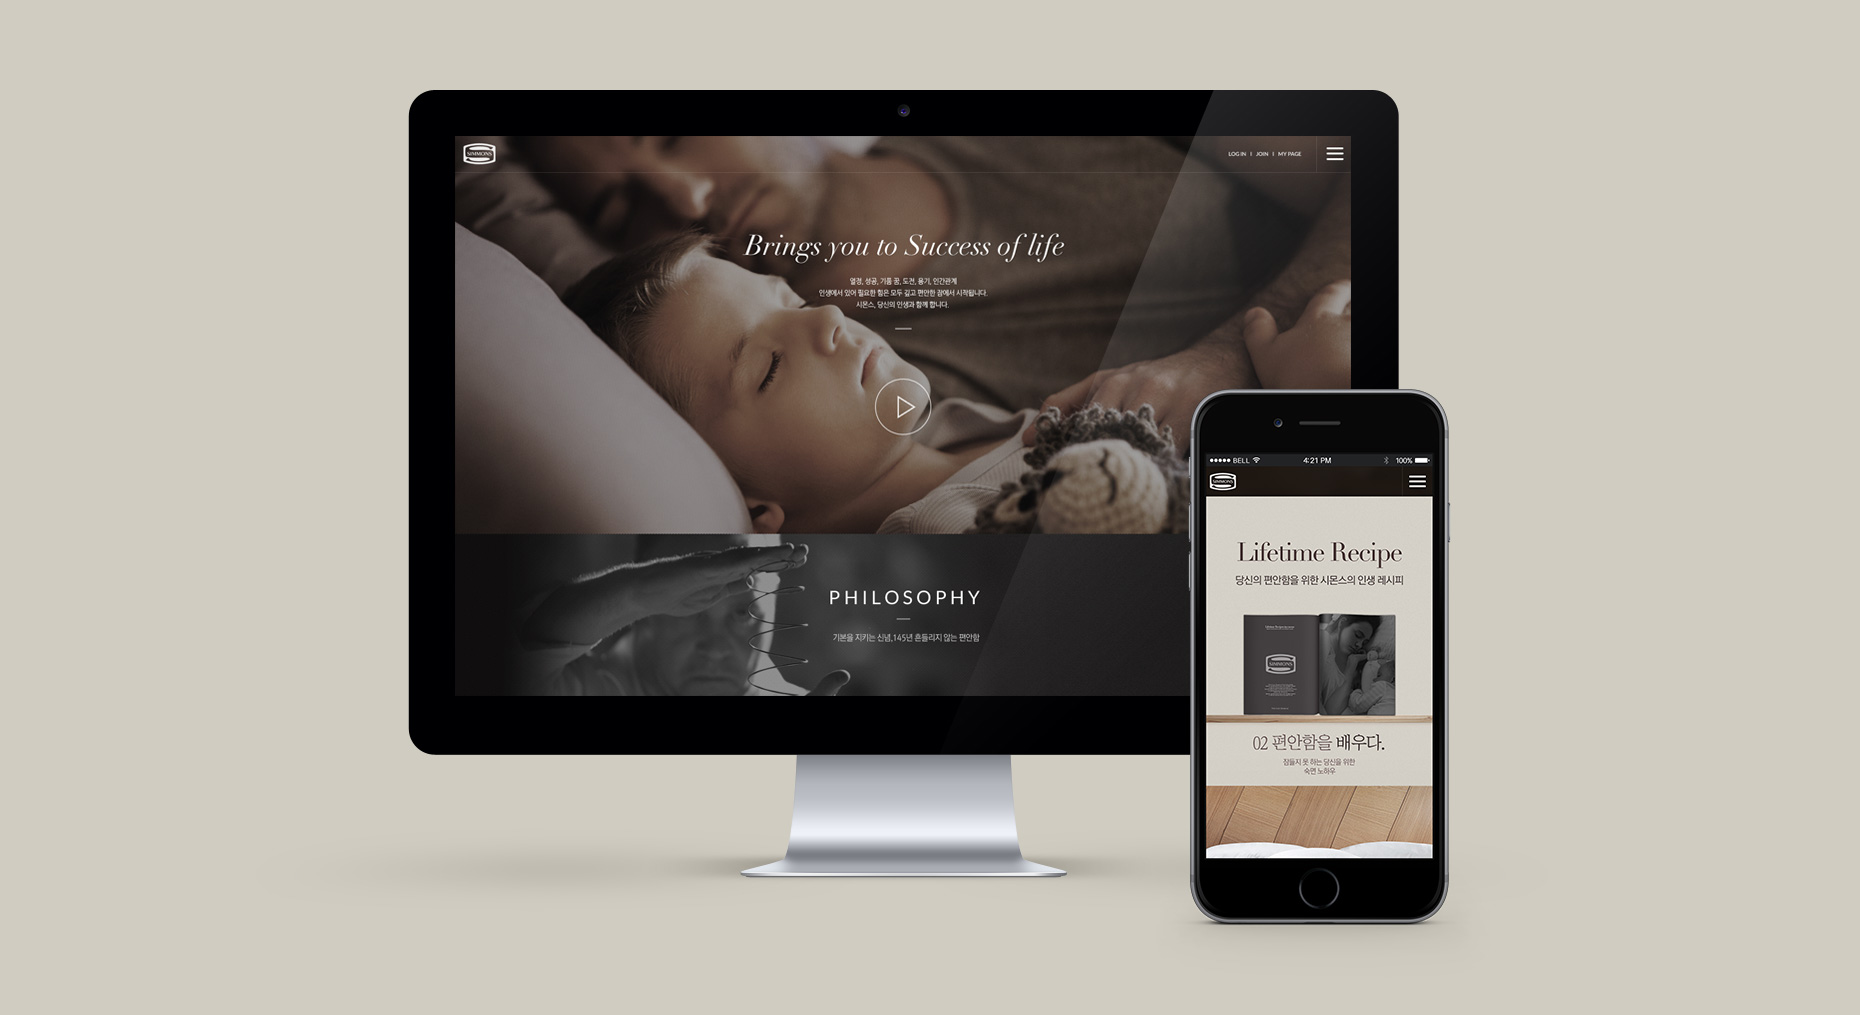 SIMMONS
LOG IN | JOIN | MY PAGE
Brings you to Success of life
열정, 성공, 기쁨 꿈, 도전, 용기, 인간관계
인생에서 있어 필요한 힘은 모두 깊고 편안한 잠에서 시작됩니다.
시몬스, 당신의 인생과 함께 합니다.
PHILOSOPHY
기본을 지키는 신념,145년 흔들리지 않는 편안함
BELL 4:21 PM 100%
SIMMONS
Lifetime Recipe
당신의 편안함을 위한 시몬스의 인생 레시피
SIMMONS
02 편안함을 배우다.
잠들지 못 하는 당신을 위한
숙면 노하우